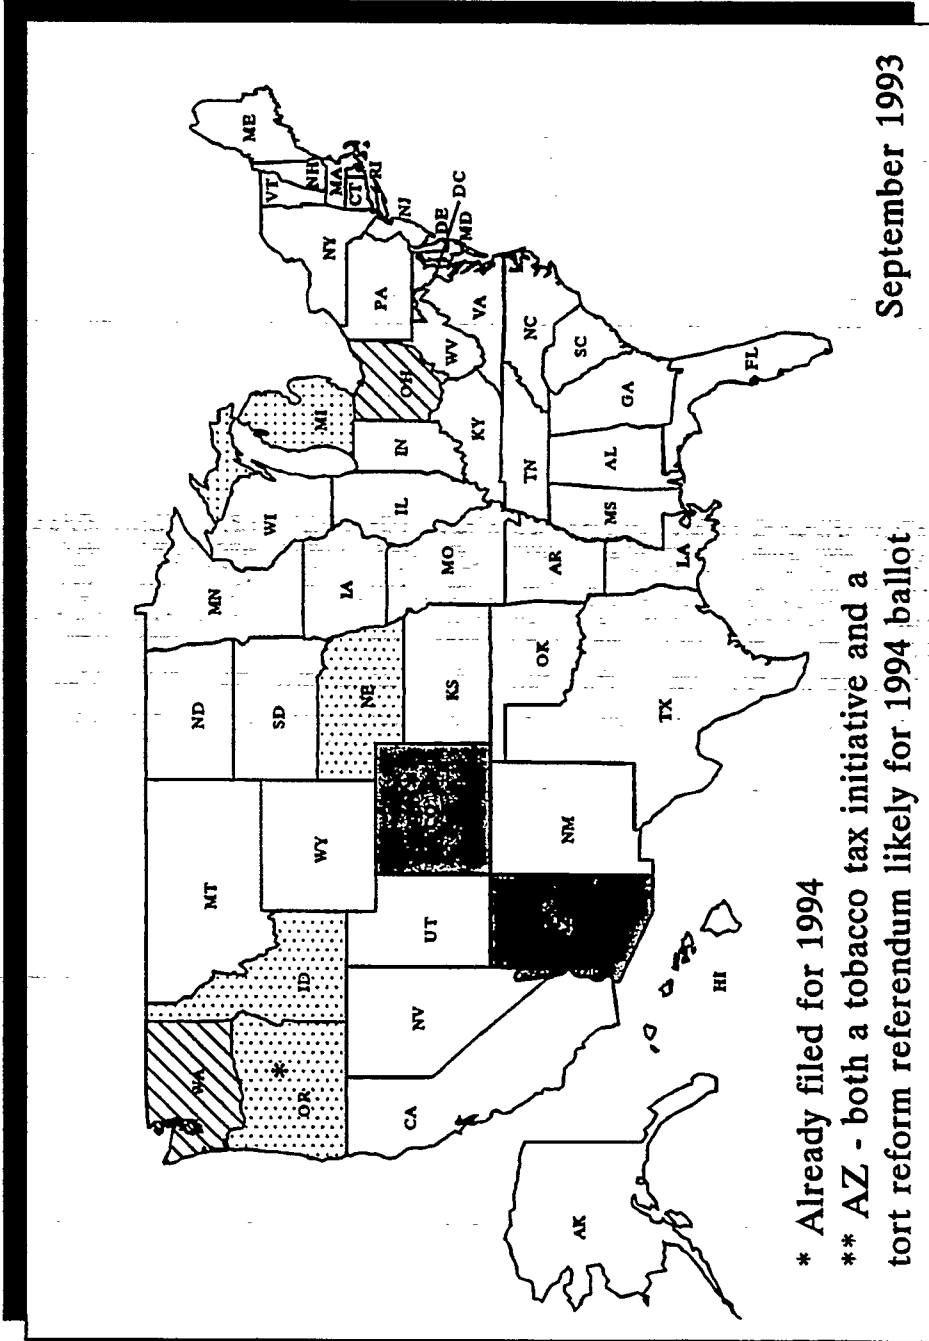 WA
MT
ND
MN
ME
VT
NH
MA
CT
RI
NY
NJ
OR
*
ID
WY
SD
WI
MI
PA
DE
DC
MD
NV
UT
NE
IA
IL
IN
OH
WV
VA
CA
KS
MO
KY
NC
TN
SC
NM
OK
AR
MS
AL
GA
TX
LA
FL
AK
HI
* Already filed for 1994
** AZ - both a tobacco tax initiative and a
tort reform referendum likely for 1994 ballot
September 1993